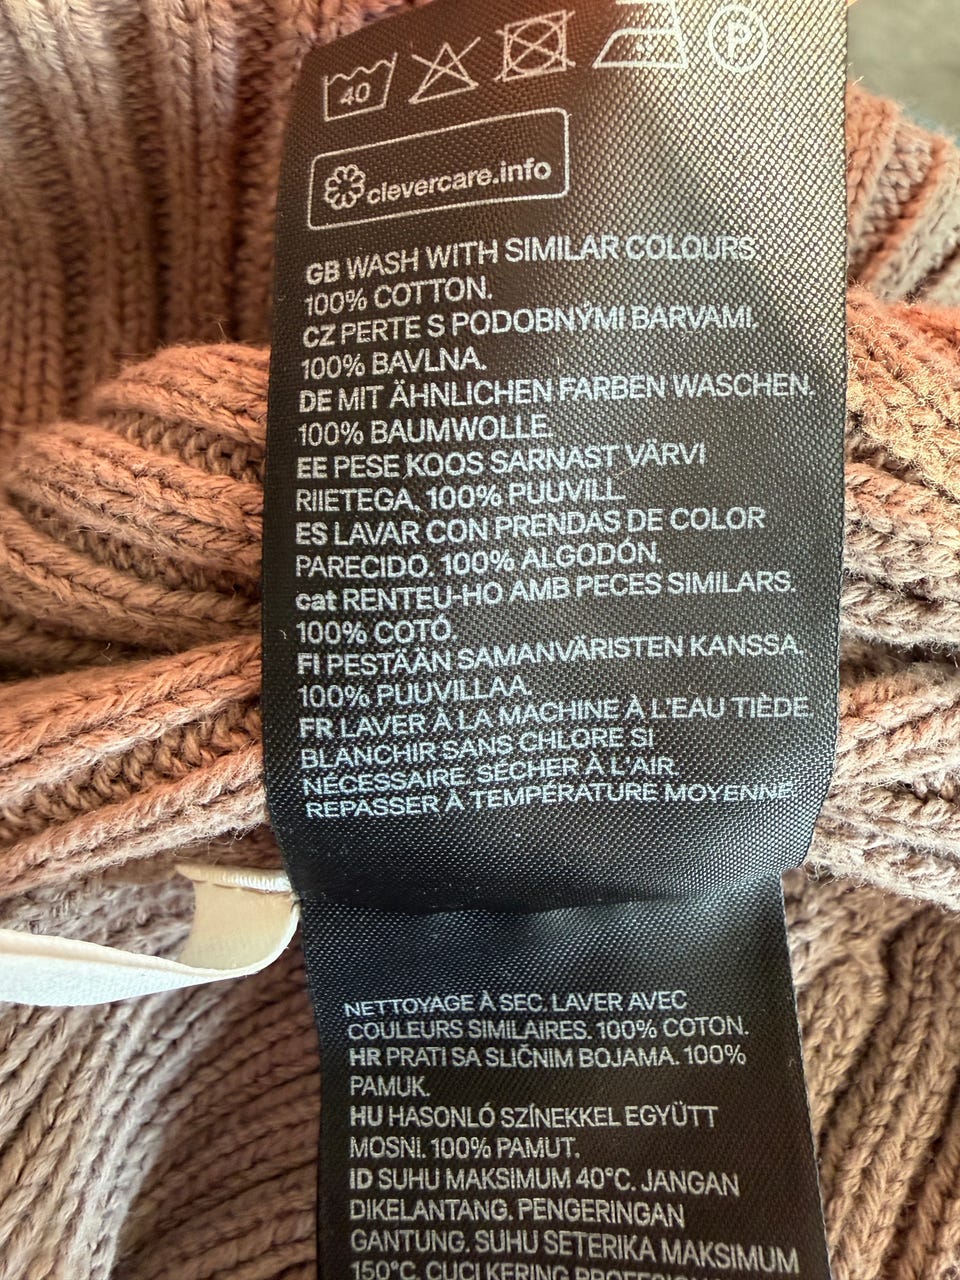 40
P
clevercare.info
GB WASH WITH SIMILAR COLOURS
100% COTTON.
CZ PERTE S PODOBNÝMI BARVAMI.
100% BAVLNA.
DE MIT ÄHNLICHEN FARBEN WASCHEN.
100% BAUMWOLLE.
EE PESE KOOS SARNAST VÄRVI
RIIETEGA. 100% PUUVILL.
ES LAVAR CON PRENDAS DE COLOR
PARECIDO. 100% ALGODÓN.
cat RENTEU-HO AMB PECES SIMILARS.
100% COTÓ.
FI PESTÄÄN SAMANVÄRISTEN KANSSA.
100% PUUVILLAA.
FR LAVER À LA MACHINE À L'EAU TIÈDE
BLANCHIR SANS CHLORE SI
NÉCESSAIRE. SÉCHER À L'AIR.
REPASSER À TEMPÉRATURE MOYENNE
NETTOYAGE À SEC. LAVER AVEC
COULEURS SIMILAIRES. 100% COTON.
HR PRATI SA SLIČNIM BOJAMA. 100%
PAMUK.
HU HASONLÓ SZÍNEKKEL EGYÜTT
MOSNI. 100% PAMUT.
ID SUHU MAKSIMUM 40°C. JANGAN
DIKELANTANG. PENGERINGAN
GANTUNG. SUHU SETERIKA MAKSIMUM
150°C. CUCI KERING